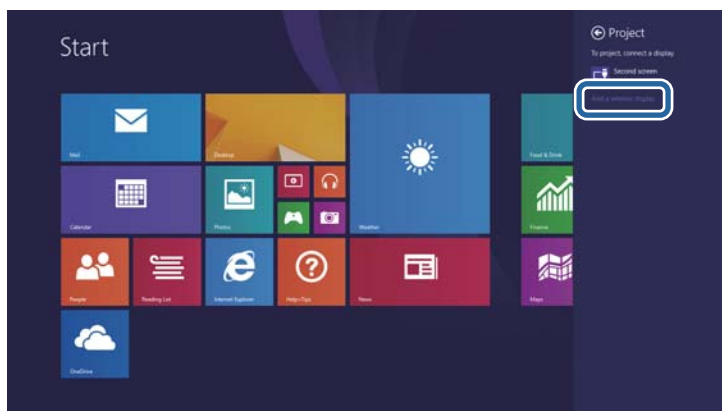 Start
Project
To project, connect a display.
Second screen
Add a wireless display
Mail
Desktop
Weather
Food & Drink
Calendar
Photos
Finance
People
Reading List
Internet Explorer
Help+Tips
News
Maps
OneDrive